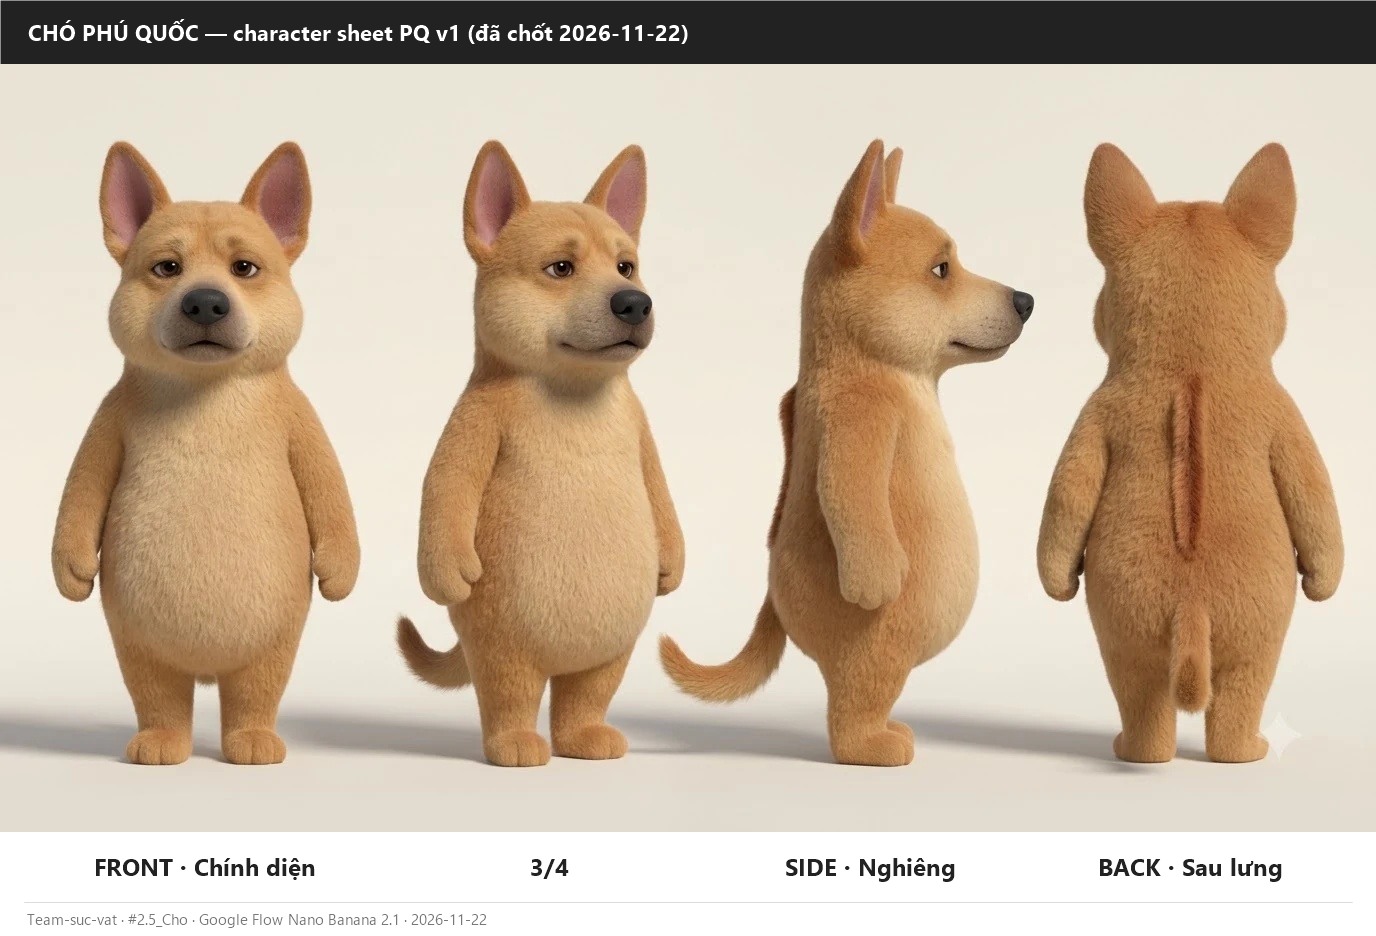 CHÓ PHÚ QUỐC — character sheet PQ v1 (đã chốt 2026-11-22)
FRONT · Chính diện
3/4
SIDE · Nghiêng
BACK · Sau lưng
Team-suc-vat · #2.5_Cho · Google Flow Nano Banana 2.1 · 2026-11-22